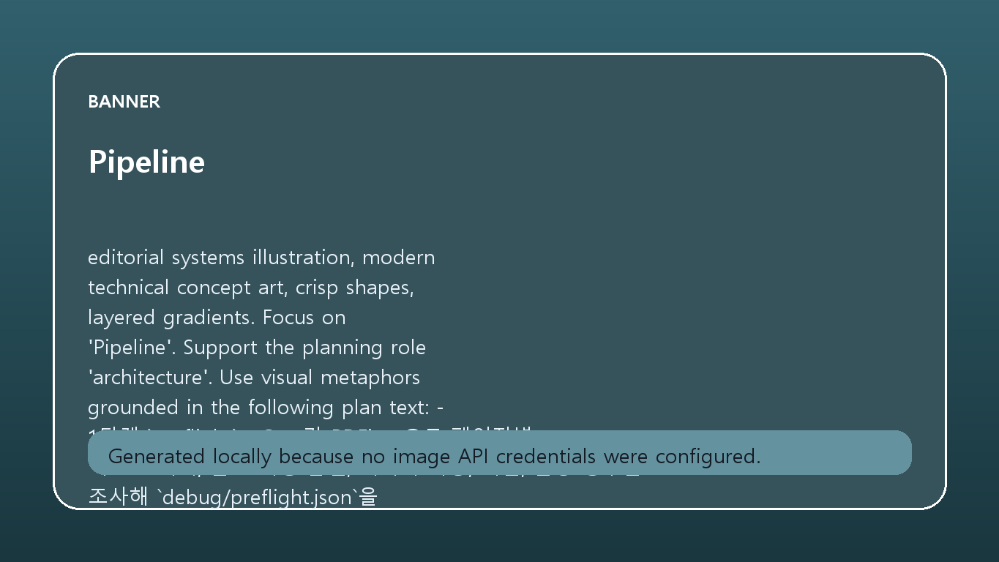 BANNER
Pipeline
editorial systems illustration, modern
technical concept art, crisp shapes,
layered gradients. Focus on
'Pipeline'. Support the planning role
'architecture'. Use visual metaphors
grounded in the following plan text: -
Generated locally because no image API credentials were configured.
조사해 `debug/preflight.json`을